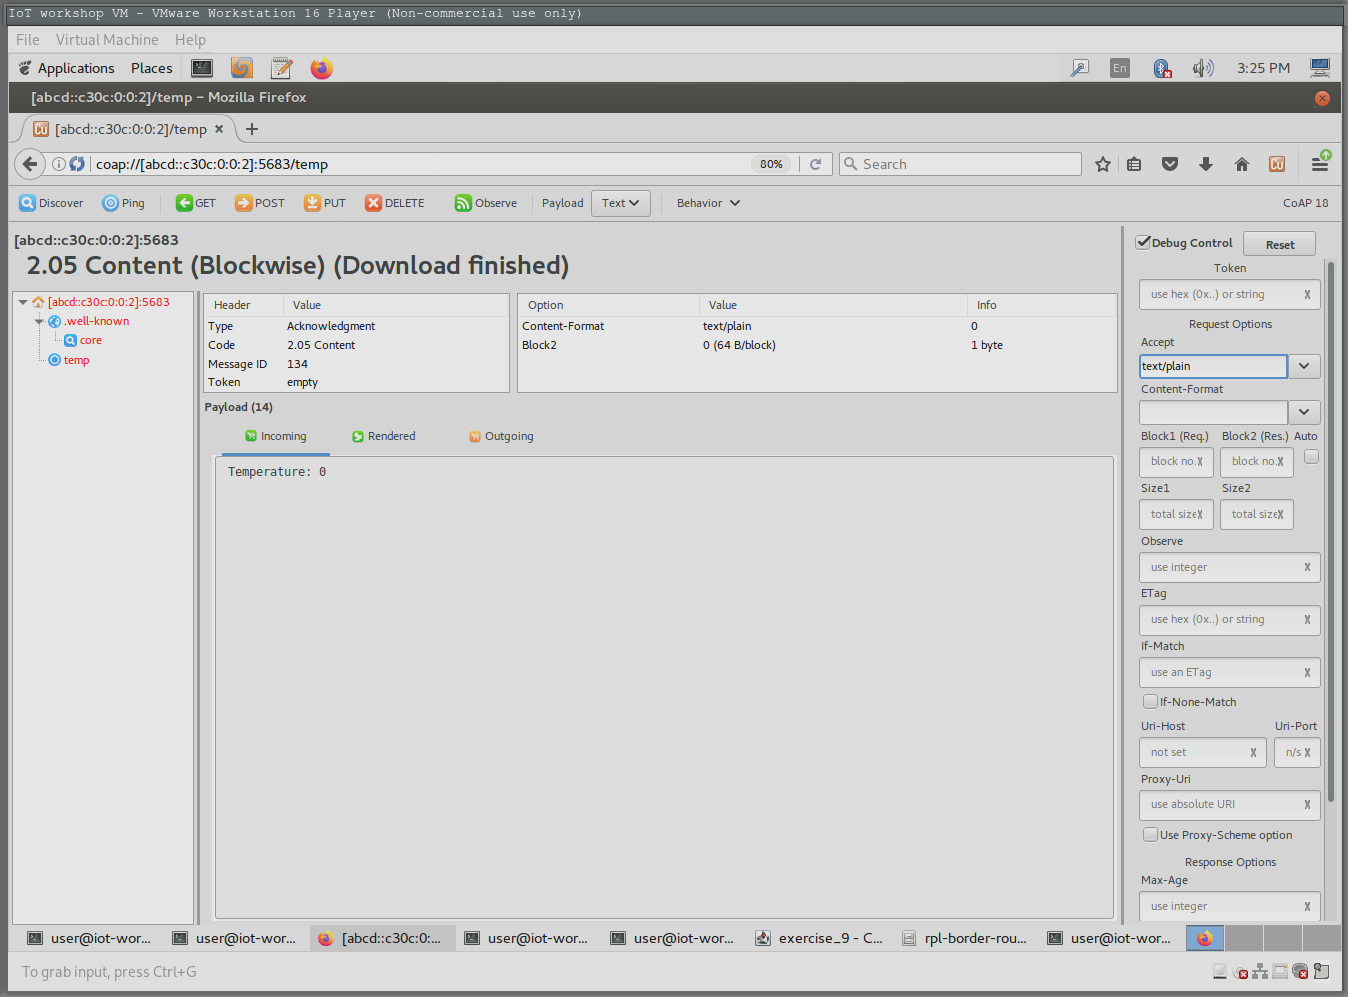 IoT workshop VM - VMware Workstation 16 Player (Non-commercial use only)
File Virtual Machine Help
Applications Places En 3:25 PM
[abcd::c30c:0:0:2]/temp - Mozilla Firefox
Cu [abcd::c30c:0:0:2]/temp × +
coap://[abcd::c30c:0:0:2]:5683/temp 80% Search Cu
Discover Ping GET POST PUT DELETE Observe Payload Text Behavior CoAP 18
[abcd::c30c:0:0:2]:5683
2.05 Content (Blockwise) (Download finished)
Debug Control Reset
[abcd::c30c:0:0:2]:5683
.well-known
core
temp
Header Value
Type Acknowledgment
Code 2.05 Content
Message ID 134
Token empty
Option Value Info
Content-Format text/plain 0
Block2 0 (64 B/block) 1 byte
Payload (14)
Incoming Rendered Outgoing
Temperature: 0
Token
use hex (0x..) or string X
Request Options
Accept
text/plain
Content-Format
Block1 (Req.) Block2 (Res.) Auto
block no. X block no. X
Size1 Size2
total size X total size X
Observe
use integer X
ETag
use hex (0x..) or string X
If-Match
use an ETag X
If-None-Match
Uri-Host Uri-Port
not set X n/s X
Proxy-Uri
use absolute URI X
Use Proxy-Scheme option
Response Options
Max-Age
use integer X
user@iot-wor... user@iot-wor... [abcd::c30c:0:... user@iot-wor... user@iot-wor... exercise_9 - C... rpl-border-rou... user@iot-wor...
To grab input, press Ctrl+G